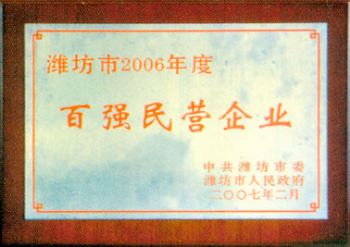 潍坊市2006年度
百强民营企业
中共潍坊市委
潍坊市人民政府
二〇〇七年二月